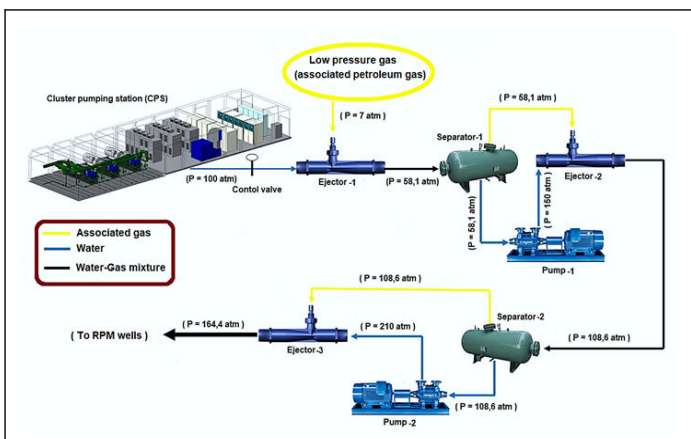 Low pressure gas
(associated petroleum gas)
Cluster pumping station (CPS)
( P = 7 atm)
( P = 58,1 atm)
Separator-1
(P = 100 atm)
Contol valve
Ejector -1
(P = 58,1atm)
Ejector -2
(P = 58,1 atm)
(P = 150 atm)
Pump -1
Associated gas
Water
Water-Gas mixture
( P = 108,6 atm)
Separator-2
(P = 164,4 atm)
( To RPM wells )
(P = 210 atm)
(P = 108,6 atm)
Ejector-3
( P = 108,6 atm)
Pump -2